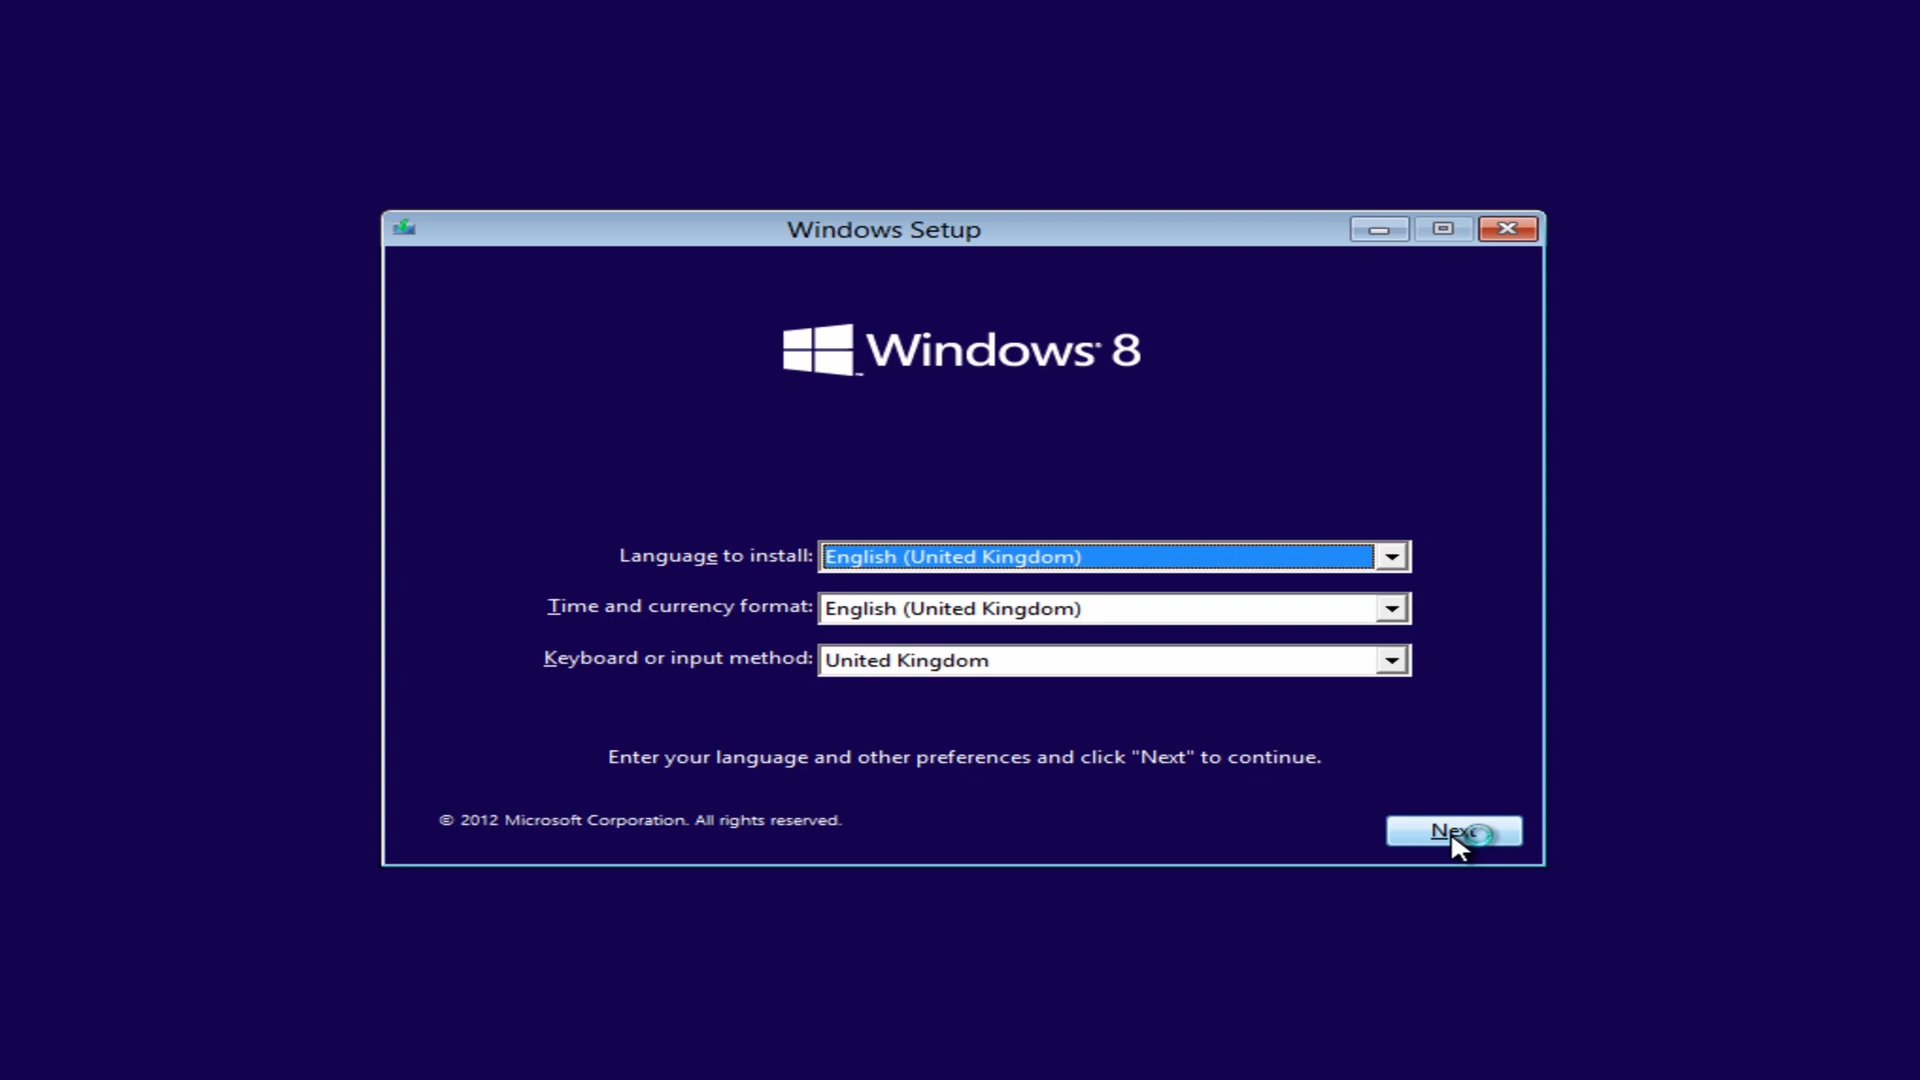 Windows Setup
Windows® 8
Language to install: English (United Kingdom)
Time and currency format: English (United Kingdom)
Keyboard or input method: United Kingdom
Enter your language and other preferences and click "Next" to continue.
© 2012 Microsoft Corporation. All rights reserved.
Next